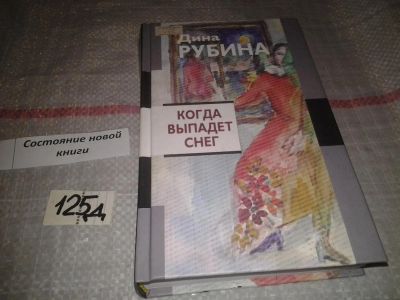 Дина
РУБИНА
КОГДА
ВЫПАДЕТ
СНЕГ
Состояние новой
книги
125д